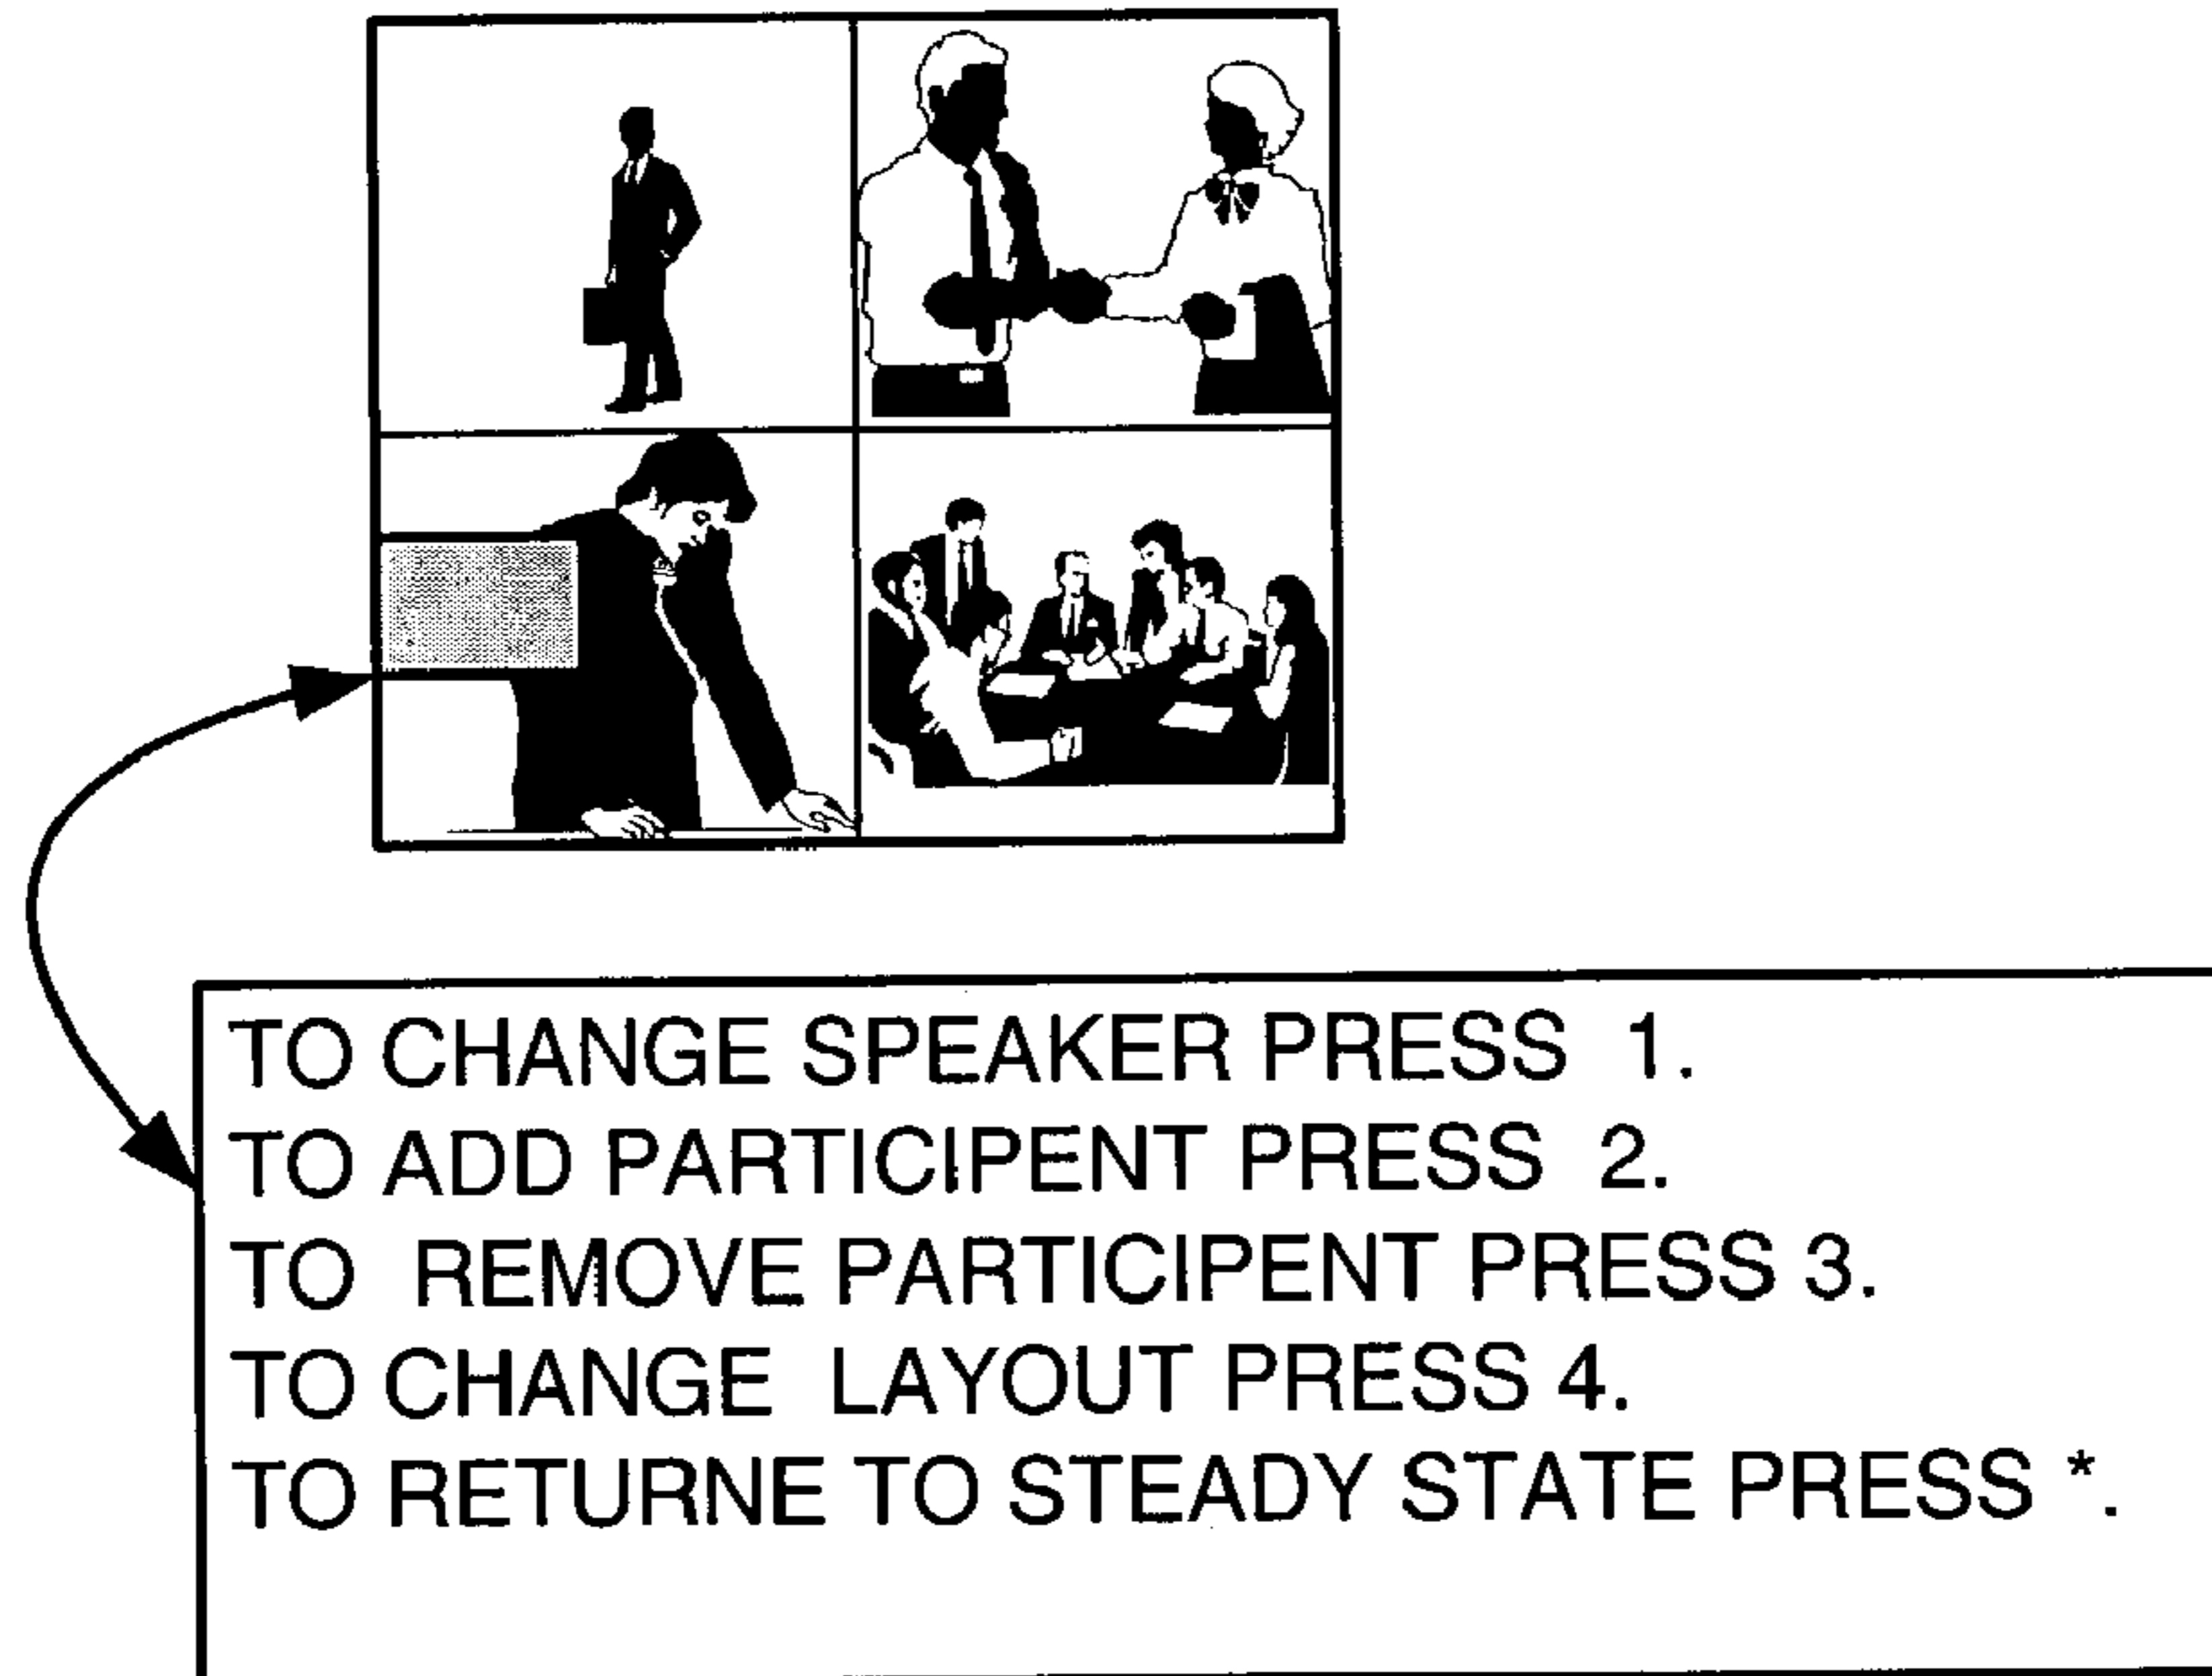 TO CHANGE SPEAKER PRESS 1.
TO ADD PARTICIPENT PRESS 2.
TO REMOVE PARTICIPENT PRESS 3.
TO CHANGE LAYOUT PRESS 4.
TO RETURNE TO STEADY STATE PRESS * .